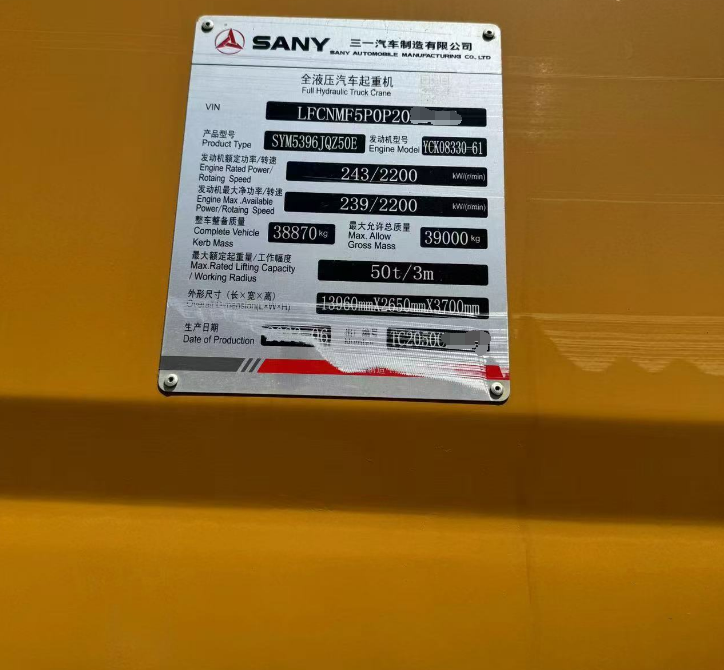 SANY 三一汽车制造有限公司
SANY AUTOMOBILE MANUFACTURING CO., LTD
全液压汽车起重机
Full Hydraulic Truck Crane
VIN LFCNMF5P0P20
产品型号 发动机型号
Product Type SYM5396JQZ50E Engine Model YCK08330-61
发动机额定功率/转速
Engine Rated Power/ 243/2200 kW/(r/min)
Rotaing Speed
发动机最大净功率/转速
Engine Max.Available 239/2200 kW/(r/min)
Power/Rotaing Speed
整车整备质量 最大允许总质量
Complete Vehicle 38870kg Max. Allow 39000 kg
Kerb Mass Gross Mass
最大额定起重量/工作幅度
Max.Rated Lifting Capacity 50t/3m
/ Working Radius
外形尺寸（长×宽×高） 13960mmX2650mmX3700mm
生产日期
Date of Production